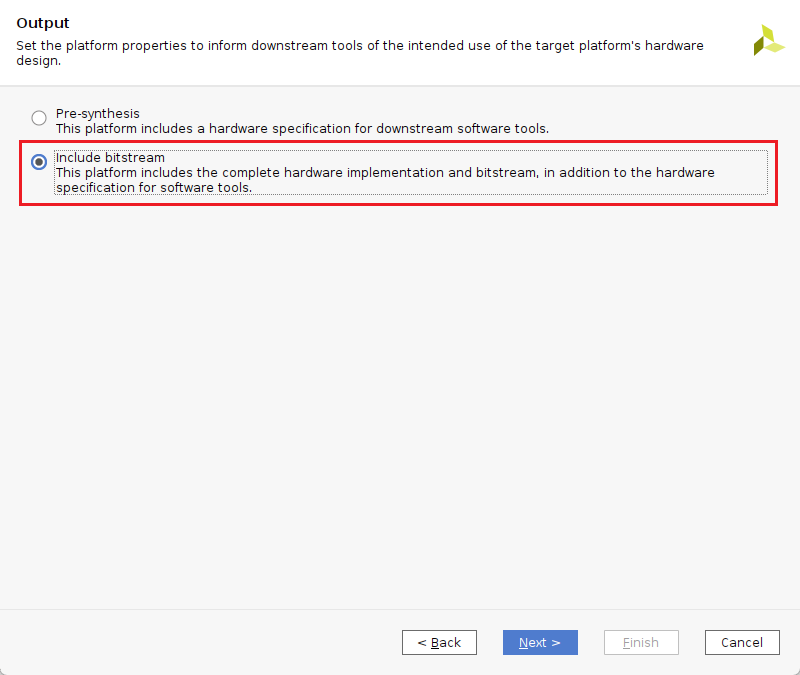 Output
Set the platform properties to inform downstream tools of the intended use of the target platform's hardware
design.
Pre-synthesis
This platform includes a hardware specification for downstream software tools.
Include bitstream
This platform includes the complete hardware implementation and bitstream, in addition to the hardware
specification for software tools.
< Back Next > Finish Cancel